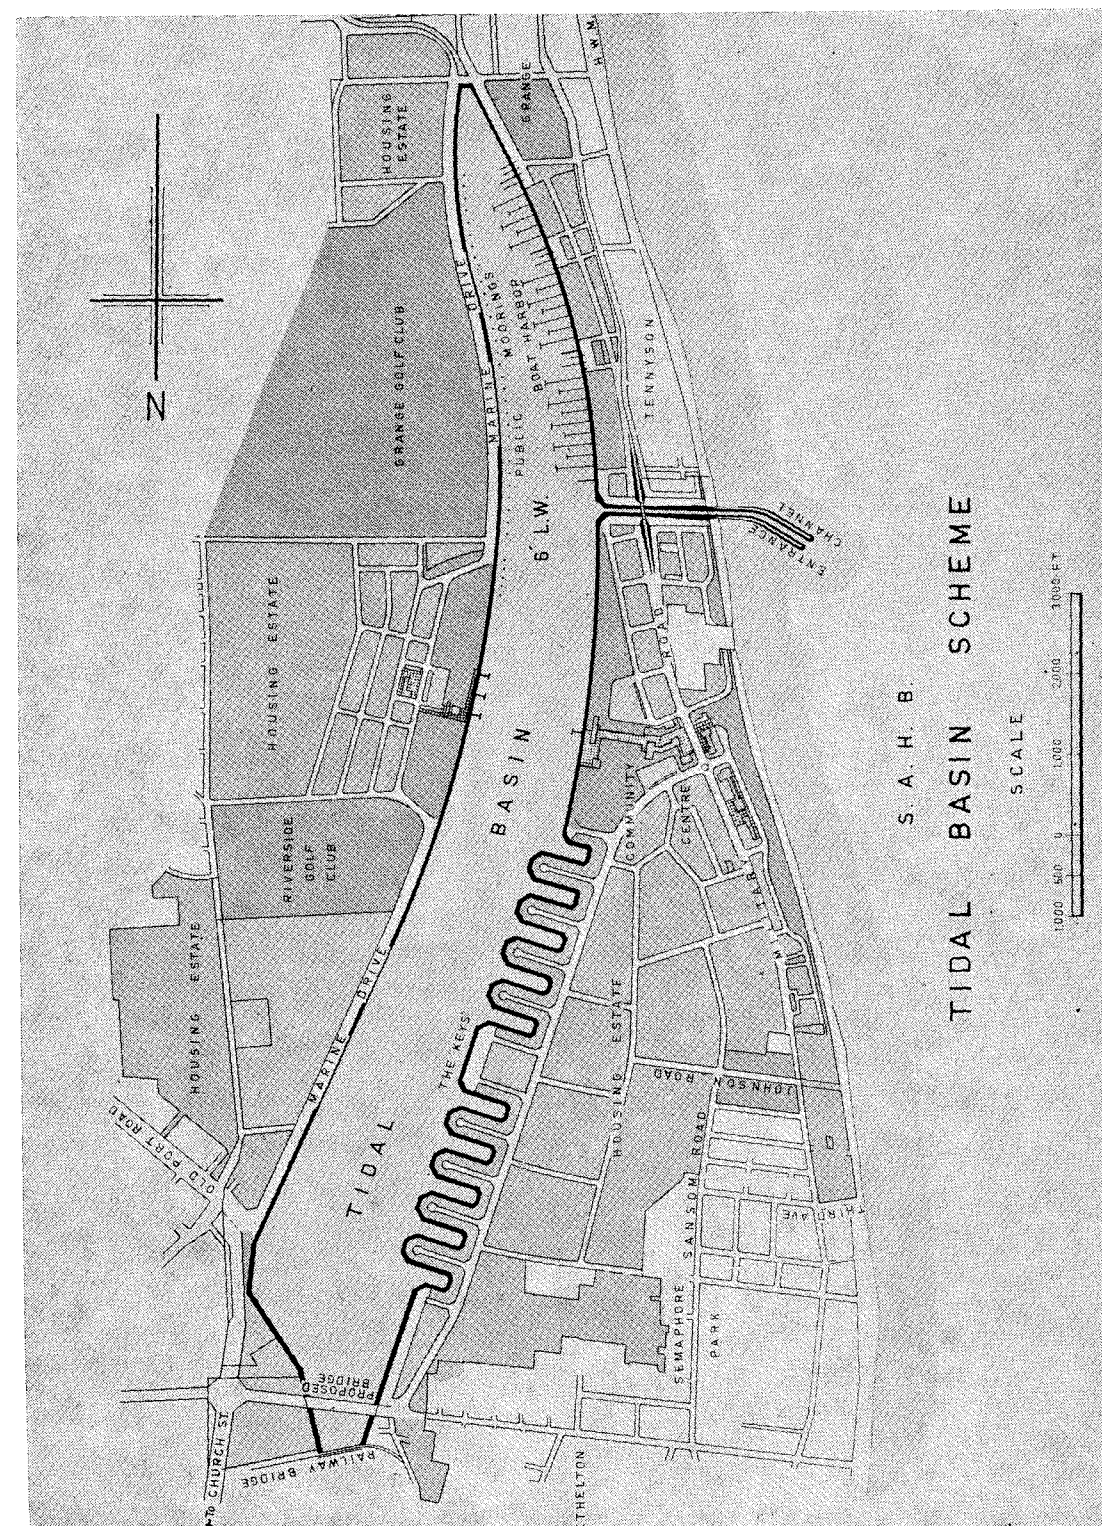 S. A. H. B
TIDAL BASIN SCHEME
SCALE
1000 500 0 1000 2000 3000 FT
N
HOUSING
ESTATE
GRANGE
H.W.M.
GRANGE GOLF CLUB
MARINE DRIVE
PUBLIC MOORINGS
BOAT HARBOR
TENNYSON
6' L.W.
ENTRANCE
CHANNEL
HOUSING ESTATE
ROAD
TIDAL BASIN
COMMUNITY
CENTRE
MILITARY
RIVERSIDE
GOLF
CLUB
MARINE DRIVE
HOUSING ESTATE
THE KEYS
HOUSING ESTATE
JOHNSON ROAD
OLD PORT ROAD
SANSOM ROAD
THIRD AVE
SEMAPHORE
PARK
PROPOSED
BRIDGE
RAILWAY BRIDGE
TO CHURCH ST.
THELTON